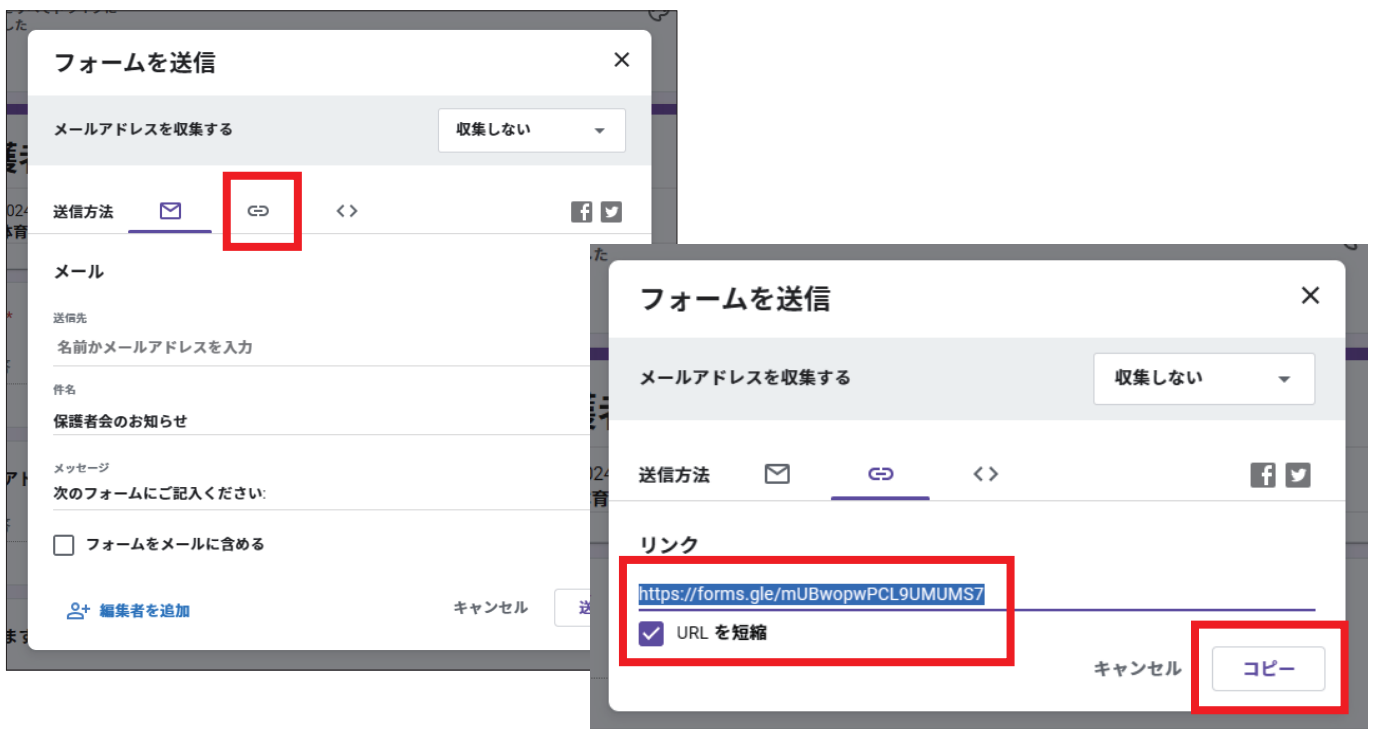 した
フォームを送信
メールアドレスを収集する
収集しない
送信方法
メール
送信先
名前かメールアドレスを入力
件名
保護者会のお知らせ
メッセージ
次のフォームにご記入ください:
フォームをメールに含める
編集者を追加
キャンセル
送
した
フォームを送信
メールアドレスを収集する
収集しない
送信方法
リンク
https://forms.gle/mUBwopwPCL9UMUMS7
URL を短縮
キャンセル
コピー